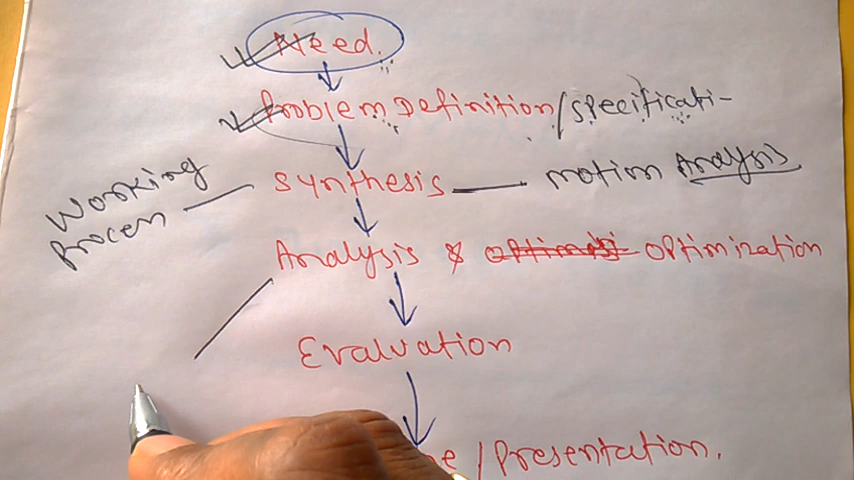 Need.
Problem Definition/Specificati-
Working Process
Synthesis — motion Analysis
Analysis & Optimization
Evaluation
/Presentation.